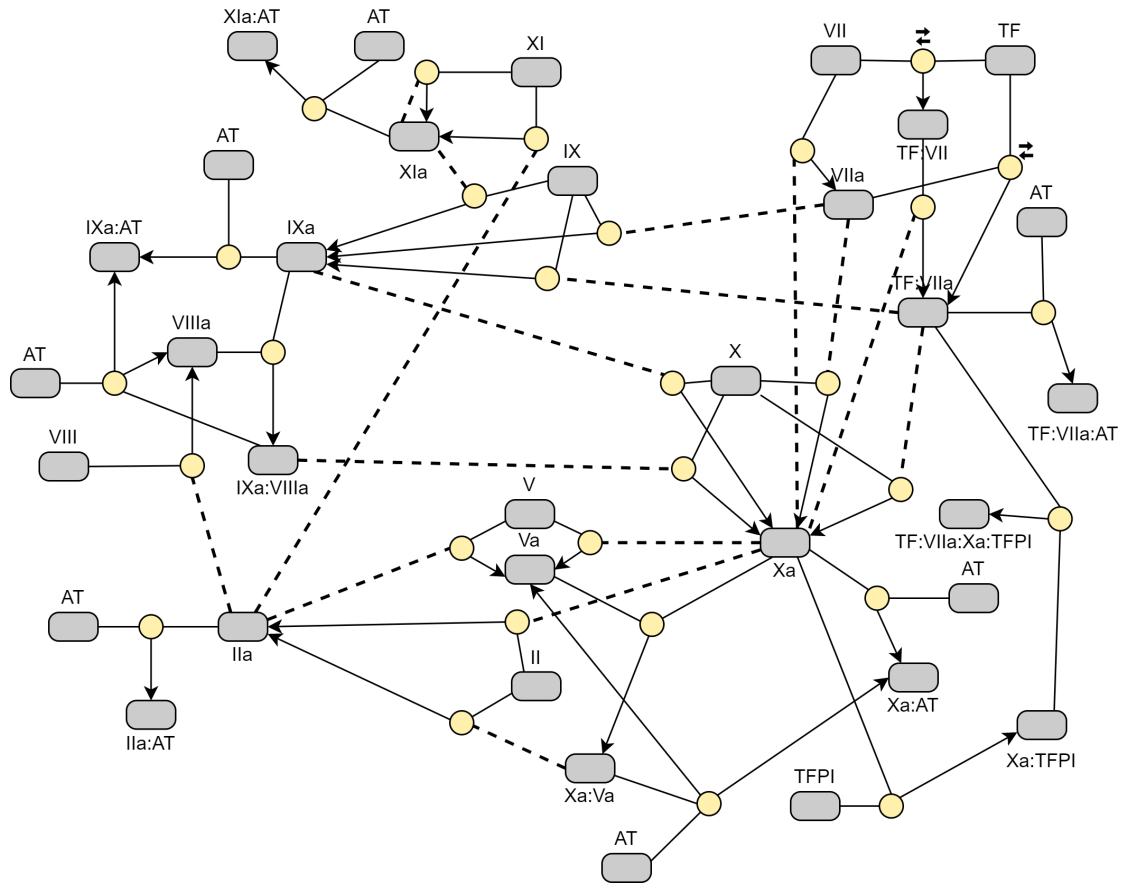 XIa:AT
AT
XI
VII
TF
TF:VII
XIa
IX
VIIa
AT
AT
IXa:AT
IXa
TF:VIIa
VIIIa
AT
X
TF:VIIa:AT
VIII
IXa:VIIIa
V
Va
TF:VIIa:Xa:TFPI
Xa
AT
AT
IIa
II
Xa:AT
IIa:AT
Xa:TFPI
Xa:Va
TFPI
AT